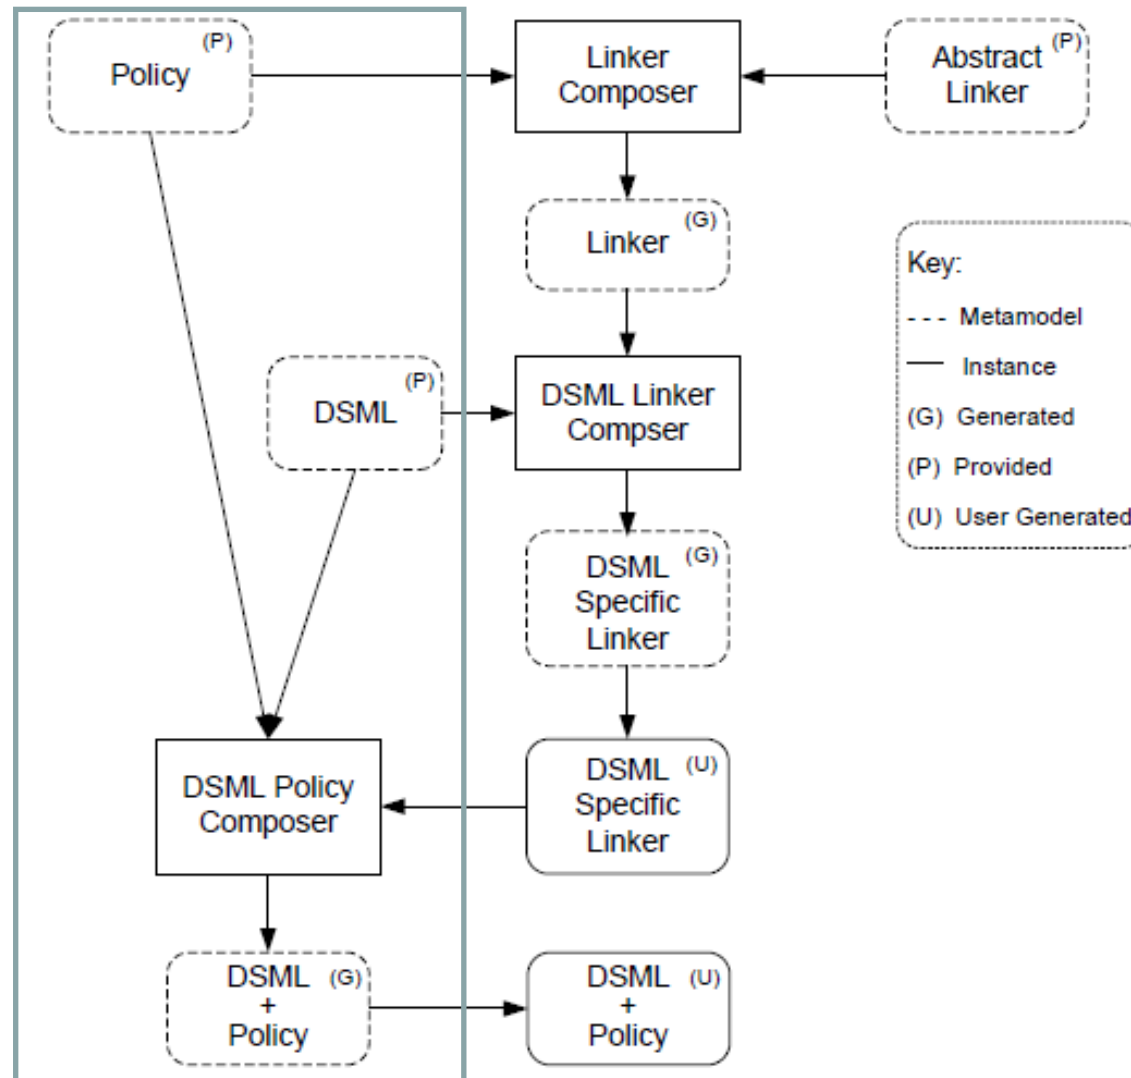 (P)
Policy
Linker
Composer
(P)
Abstract
Linker
(G)
Linker
Key:
- - - Metamodel
— Instance
(G) Generated
(P) Provided
(U) User Generated
(P)
DSML
DSML Linker
Compser
DSML (G)
Specific
Linker
DSML Policy
Composer
DSML (U)
Specific
Linker
DSML (G)
+
Policy
DSML (U)
+
Policy